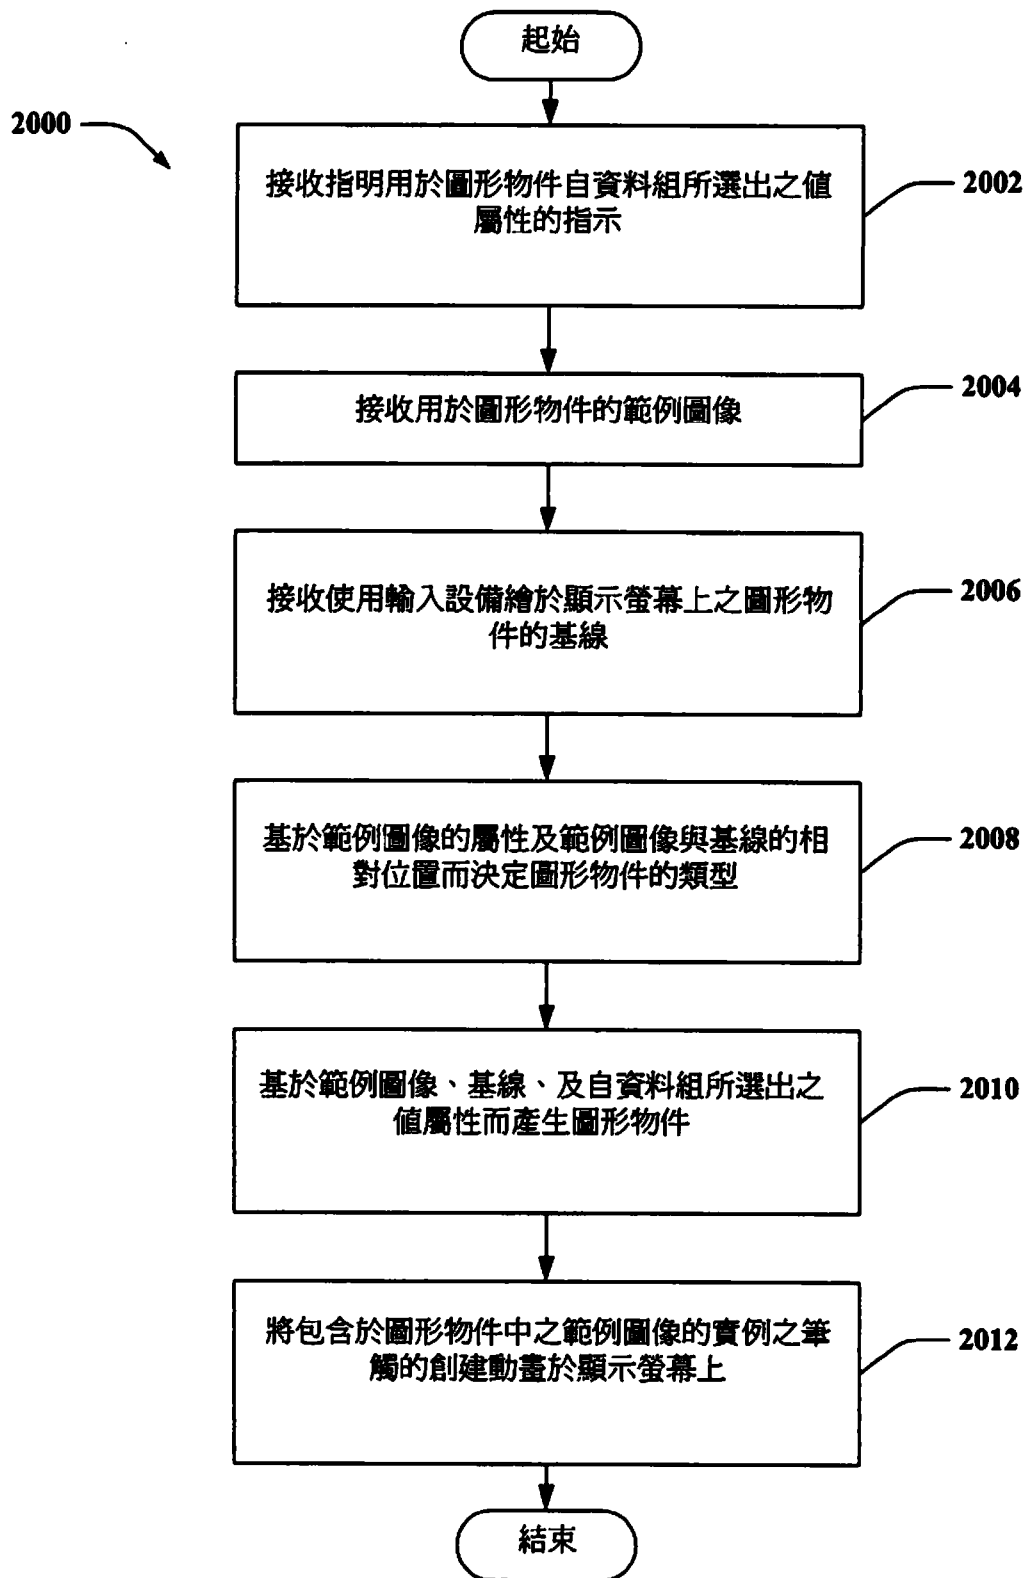 起始
2000
接收指明用於圖形物件自資料組所選出之值
屬性的指示
2002
接收用於圖形物件的範例圖像
2004
接收使用輸入設備繪於顯示螢幕上之圖形物
件的基線
2006
基於範例圖像的屬性及範例圖像與基線的相
對位置而決定圖形物件的類型
2008
基於範例圖像、基線、及自資料組所選出之
值屬性而產生圖形物件
2010
將包含於圖形物件中之範例圖像的實例之筆
觸的創建動畫於顯示螢幕上
2012
結束